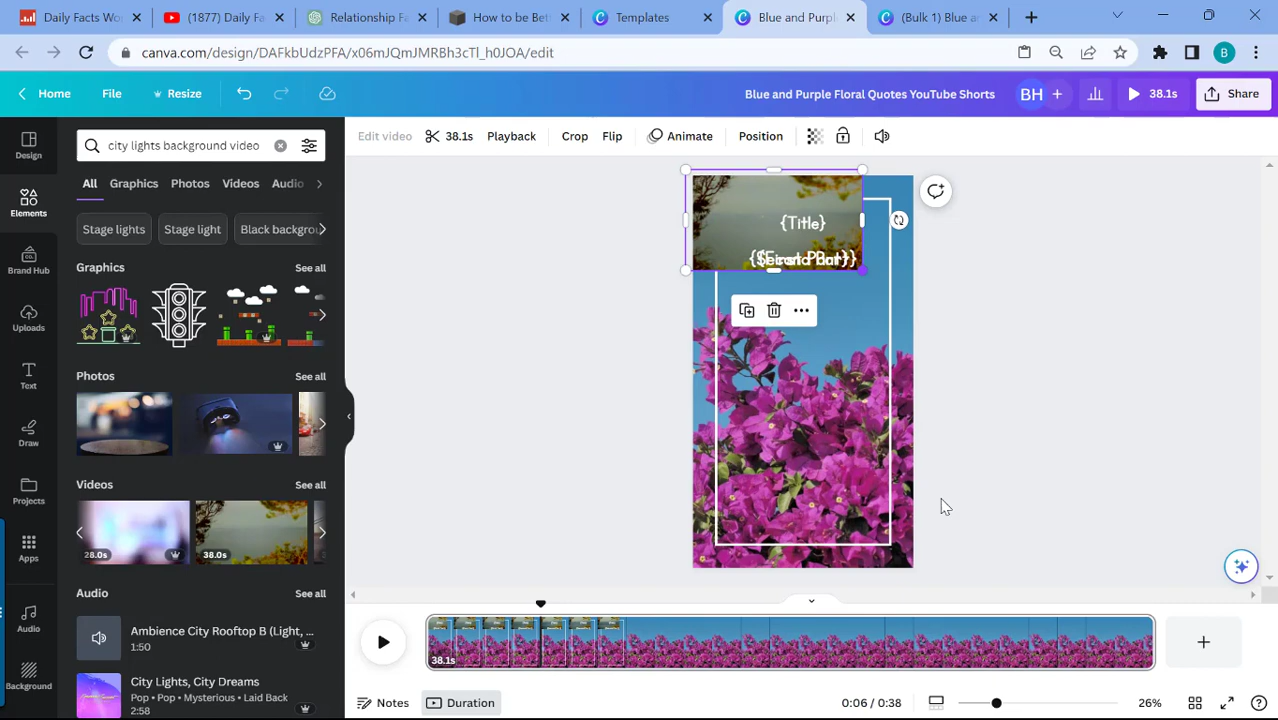 Daily Facts Wo
(1877) Daily Fa
Relationship Fa
How to be Bet
Templates
Blue and Purp
(Bulk 1) Blue a
canva.com/design/DAFkbUdzPFA/x06mJQmJMRBh3cTl_h0JOA/edit
B
Home
File
Resize
Blue and Purple Floral Quotes YouTube Shorts
BH
38.1s
Share
Design
Elements
Brand Hub
Uploads
Text
Draw
Projects
Apps
Audio
Background
city lights background video
All
Graphics
Photos
Videos
Audio
Stage lights
Stage light
Black backgrou
Graphics
See all
Photos
See all
Videos
See all
28.0s
38.0s
Audio
See all
Ambience City Rooftop B (Light, ...
1:50
City Lights, City Dreams
Pop • Pop • Mysterious • Laid Back
2:58
Edit video
38.1s
Playback
Crop
Flip
Animate
Position
{Title}
38.1s
Notes
Duration
0:06 / 0:38
26%